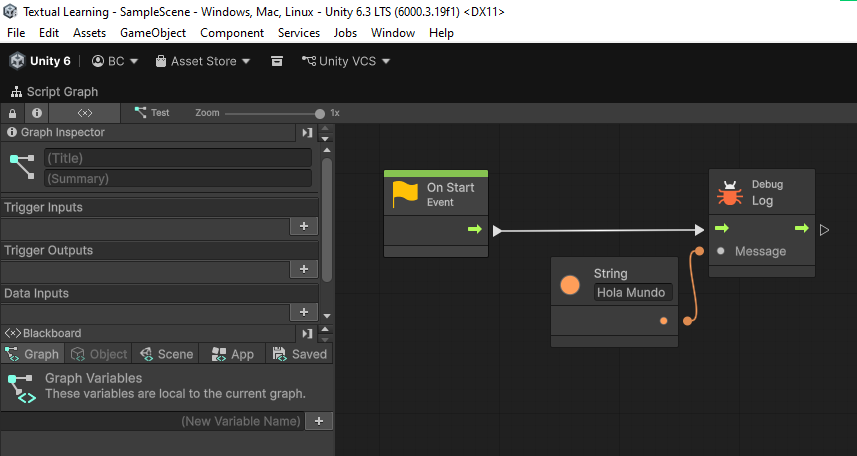 Textual Learning - SampleScene - Windows, Mac, Linux - Unity 6.3 LTS (6000.3.19f1) <DX11>
File Edit Assets GameObject Component Services Jobs Window Help
Unity 6 BC Asset Store Unity VCS
Script Graph
Test Zoom 1x
Graph Inspector
(Title)
(Summary)
Trigger Inputs
Trigger Outputs
Data Inputs
Blackboard
Graph Object Scene App Saved
Graph Variables
These variables are local to the current graph.
(New Variable Name)
On Start
Event
Debug
Log
Message
String
Hola Mundo